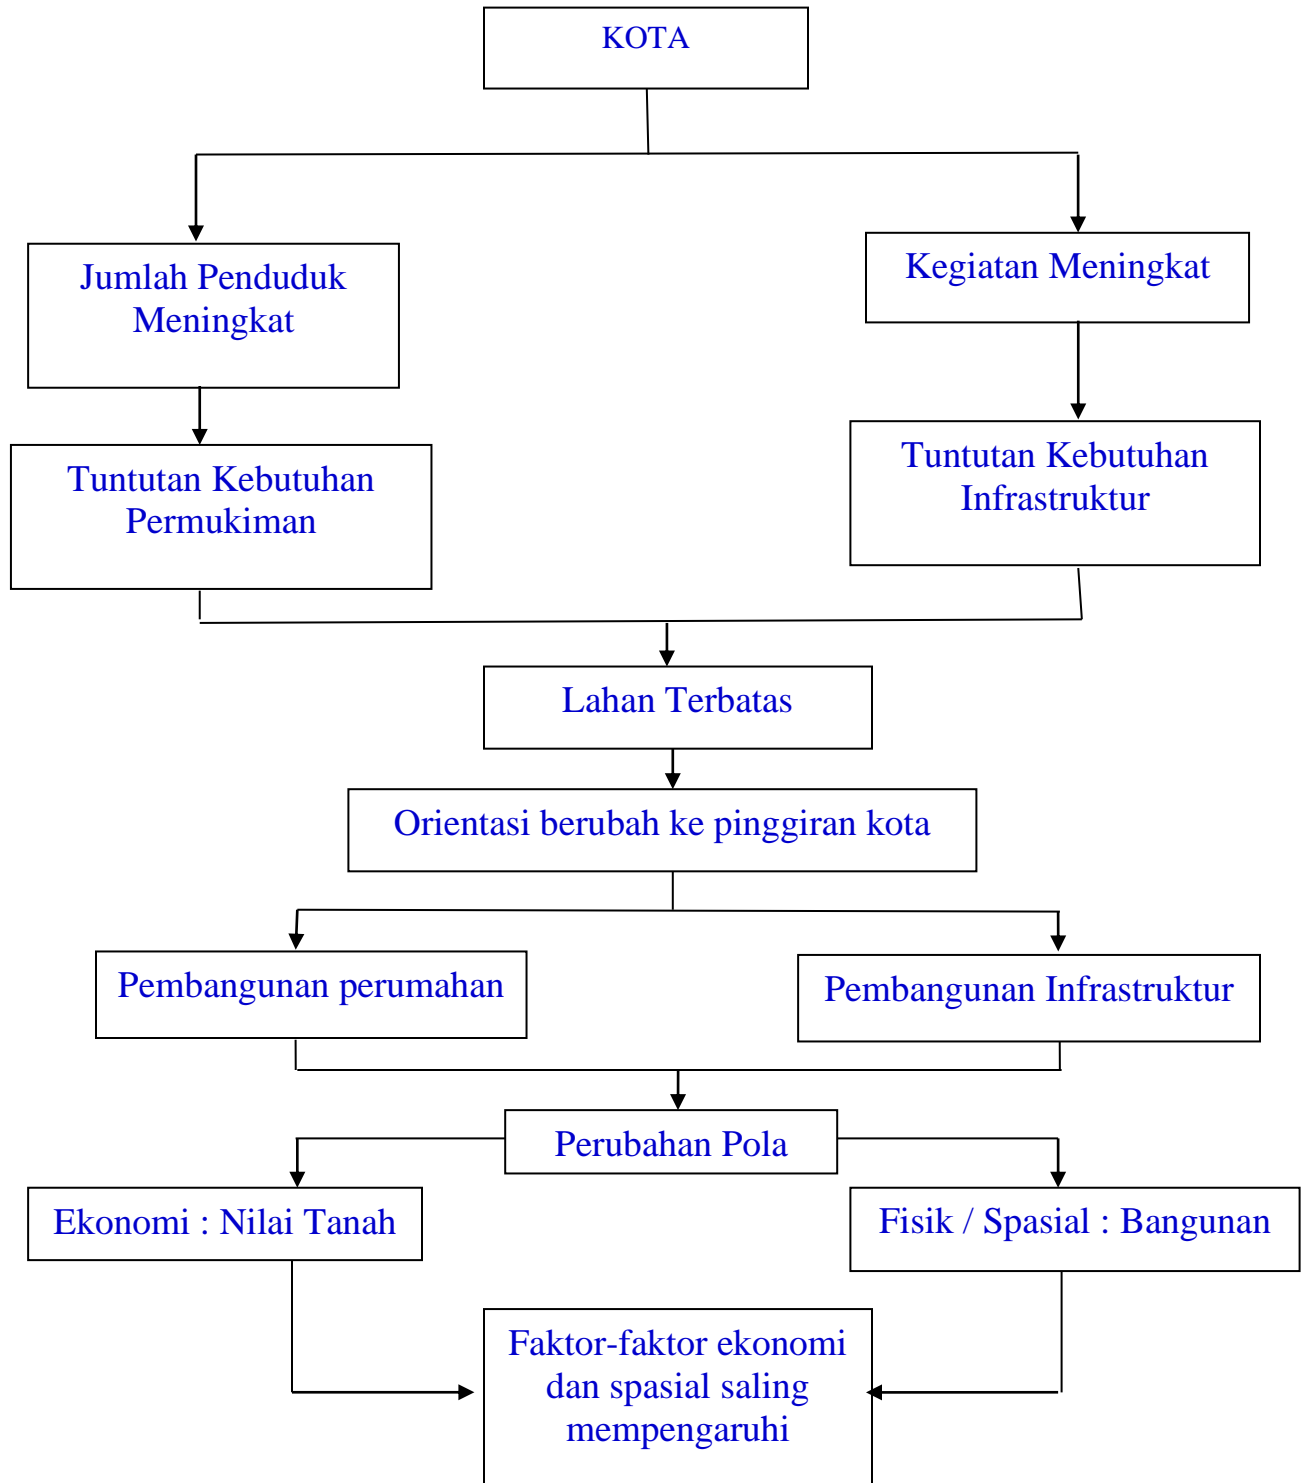 KOTA
Jumlah Penduduk
Meningkat
Kegiatan Meningkat
Tuntutan Kebutuhan
Permukiman
Tuntutan Kebutuhan
Infrastruktur
Lahan Terbatas
Orientasi berubah ke pinggiran kota
Pembangunan perumahan
Pembangunan Infrastruktur
Perubahan Pola
Ekonomi : Nilai Tanah
Fisik / Spasial : Bangunan
Faktor-faktor ekonomi
dan spasial saling
mempengaruhi